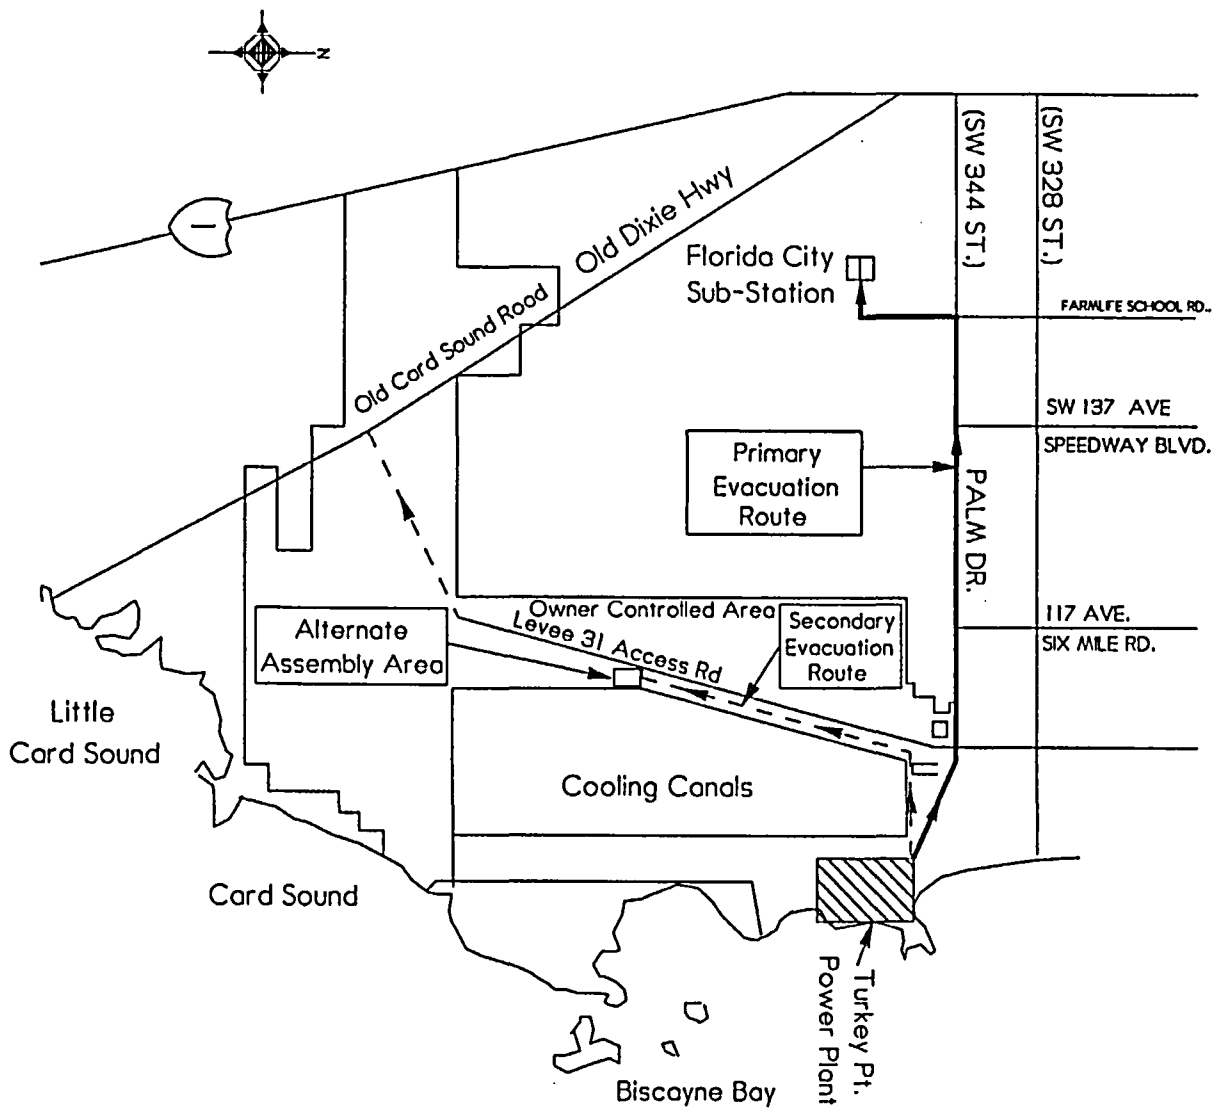 N
1
(SW 344 ST.)
(SW 328 ST.)
Old Dixie Hwy
Florida City
Sub-Station
FARMLIFE SCHOOL RD.
Old Card Sound Road
SW 137 AVE
SPEEDWAY BLVD.
Primary
Evacuation
Route
PALM DR.
Owner Controlled Area
117 AVE.
SIX MILE RD.
Alternate
Assembly Area
Levee 31 Access Rd
Secondary
Evacuation
Route
Little
Card Sound
Cooling Canals
Card Sound
Turkey Pt.
Power Plant
Biscayne Bay